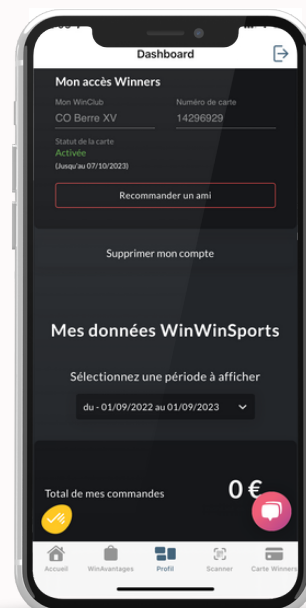 Dashboard
Mon accès Winners
Mon WinClub Numéro de carte
CO Berre XV 14296929
Statut de la carte
Activée
(Jusqu'au 07/10/2023)
Recommander un ami
Supprimer mon compte
Mes données WinWinSports
Sélectionnez une période à afficher
du - 01/09/2022 au 01/09/2023
Total de mes commandes 0 €
Accueil WinAvantages Profil Scanner Carte Winners